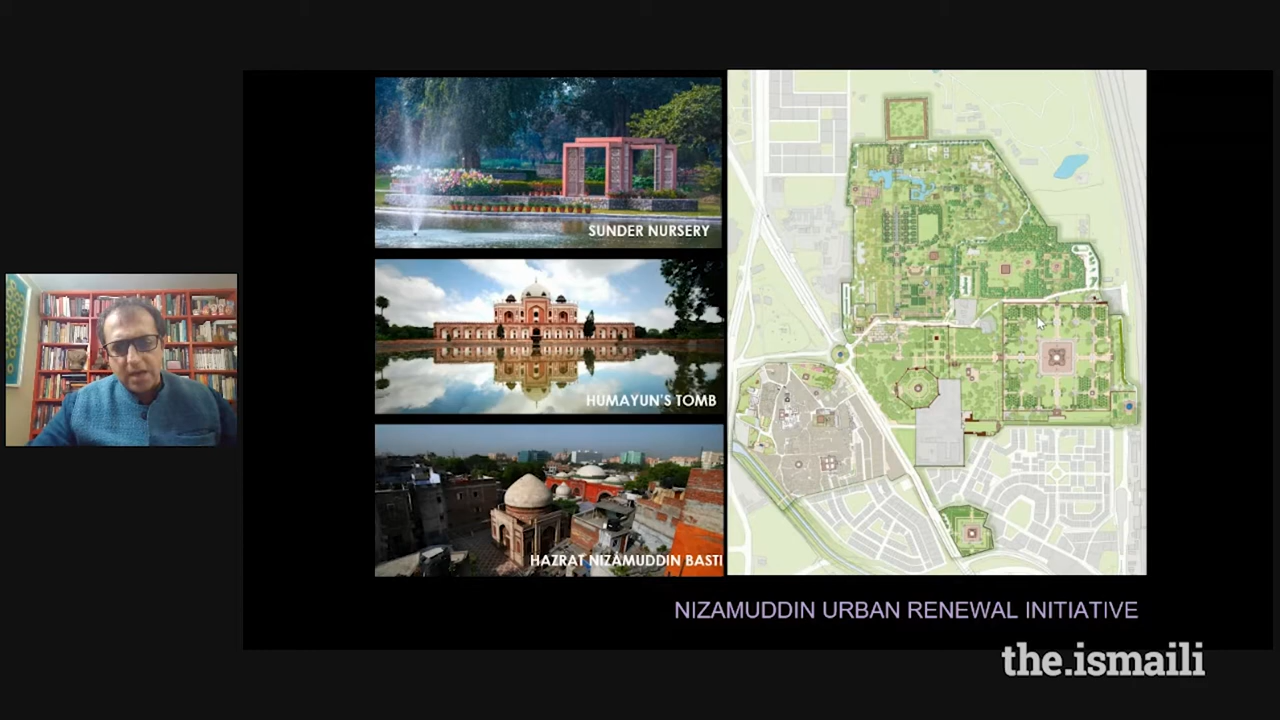 SUNDER NURSERY
HUMAYUN'S TOMB
HAZRAT NIZAMUDDIN BASTI
NIZAMUDDIN URBAN RENEWAL INITIATIVE
the.ismaili